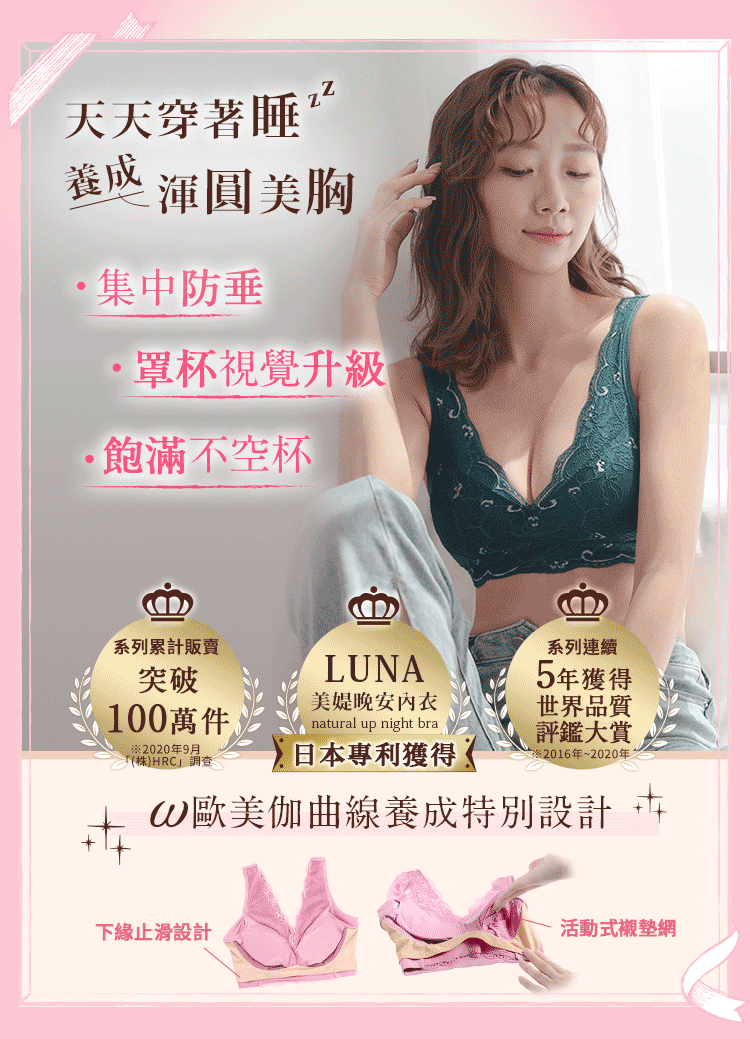 天天穿著睡zz
養成渾圓美胸
·集中防垂
·罩杯視覺升級
·飽滿不空杯
系列累計販賣
突破
100萬件
※2020年9月
「(株)HRC」調查
LUNA
美媞晚安內衣
natural up night bra
日本專利獲得
系列連續
5年獲得
世界品質
評鑑大賞
※2016年~2020年
ω歐美伽曲線養成特別設計
下緣止滑設計
活動式襯墊網